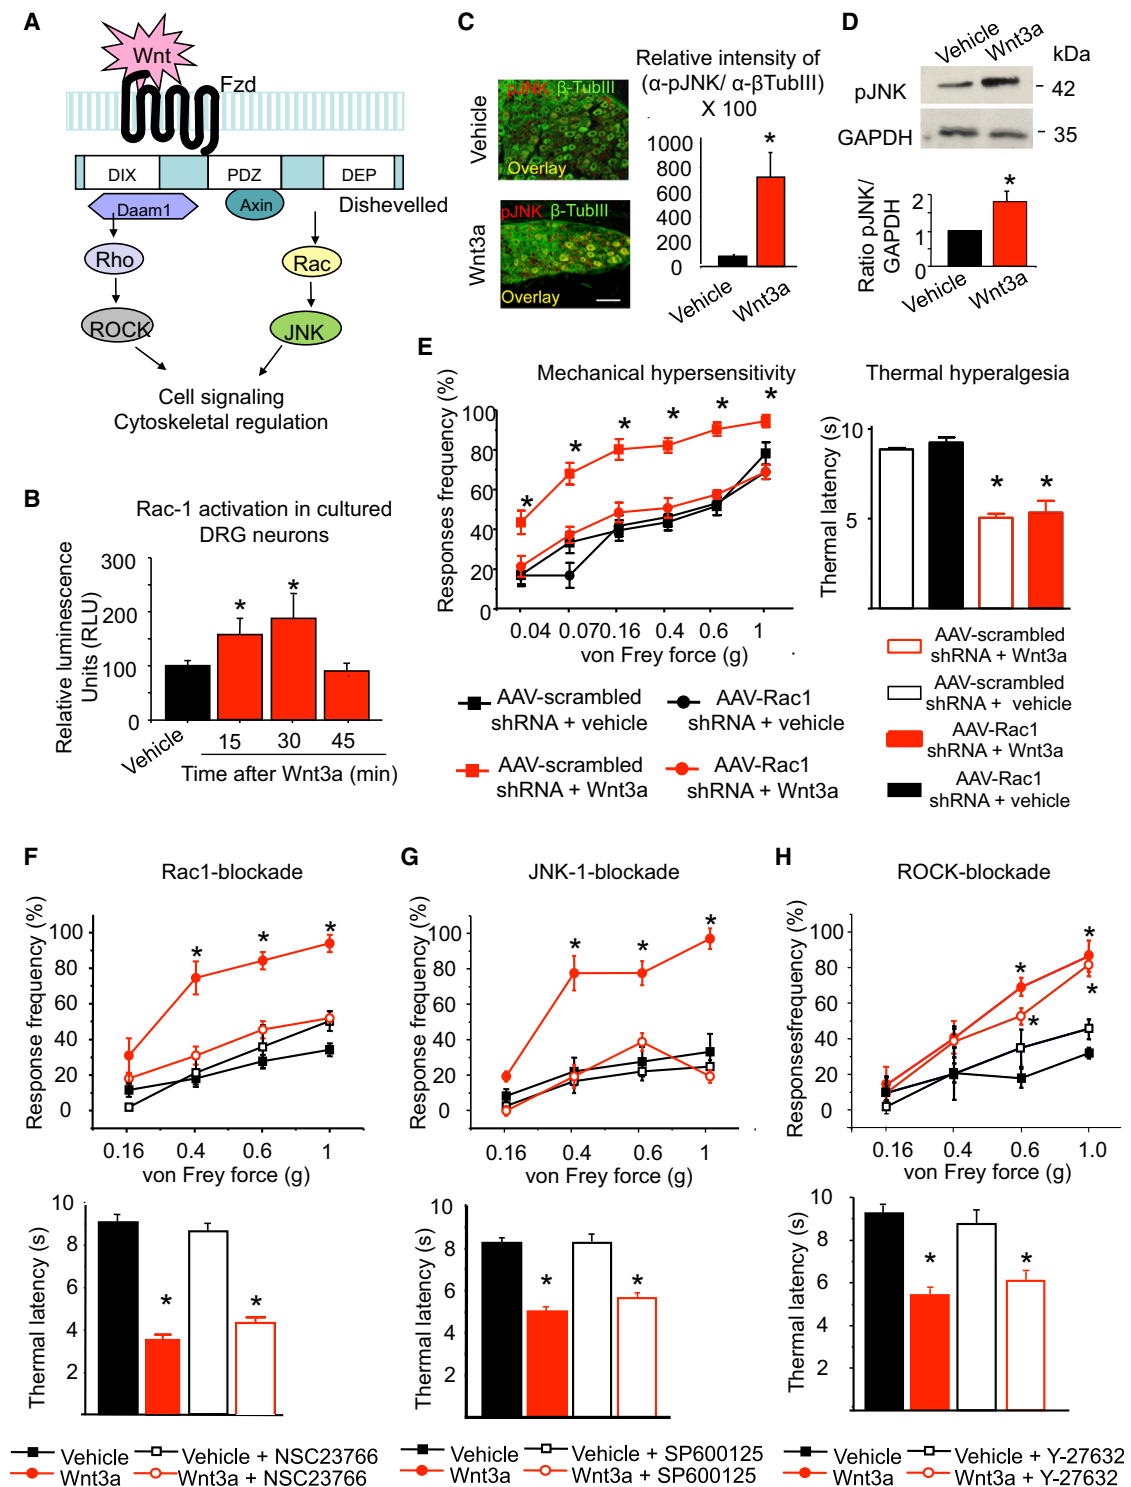 A
Wnt
Fzd
DIX
PDZ
DEP
Daam1
Axin
Dishevelled
Rho
Rac
ROCK
JNK
Cell signaling
Cytoskeletal regulation
B
Rac-1 activation in cultured
DRG neurons
Relative luminescence
Units (RLU)
300
200
100
0
Vehicle
15 30 45
Time after Wnt3a (min)
C
Vehicle
pJNK β-TubIII
Overlay
Wnt3a
pJNK β-TubIII
Overlay
Relative intensity of
(α-pJNK/ α-βTubIII)
X 100
1000
800
600
400
200
0
*
Vehicle
Wnt3a
D
Vehicle
Wnt3a
kDa
pJNK
- 42
GAPDH
- 35
Ratio pJNK/
GAPDH
2
1
0
*
Vehicle
Wnt3a
E
Mechanical hypersensitivity
Responses frequency (%)
100
80
60
40
20
0
* * * * * *
0.04 0.07 0.16 0.4 0.6 1
von Frey force (g)
AAV-scrambled
shRNA + vehicle
AAV-Rac1
shRNA + vehicle
AAV-scrambled
shRNA + Wnt3a
AAV-Rac1
shRNA + Wnt3a
Thermal hyperalgesia
Thermal latency (s)
10
5
* *
AAV-scrambled
shRNA + Wnt3a
AAV-scrambled
shRNA + vehicle
AAV-Rac1
shRNA + Wnt3a
AAV-Rac1
shRNA + vehicle
F
Rac1-blockade
Response frequency (%)
100
80
60
40
20
0
* * *
0.16 0.4 0.6 1
von Frey force (g)
Thermal latency (s)
10
8
6
4
2
* *
Vehicle
Vehicle + NSC23766
Wnt3a
Wnt3a + NSC23766
G
JNK-1-blockade
Response frequency (%)
100
80
60
40
20
0
* * *
0.16 0.4 0.6 1
von Frey force (g)
Thermal latency (s)
10
8
6
4
2
* *
Vehicle
Vehicle + SP600125
Wnt3a
Wnt3a + SP600125
H
ROCK-blockade
Responsesfrequency (%)
100
80
60
40
20
0
* * * *
0.16 0.4 0.6 1.0
von Frey force (g)
Thermal latency (s)
10
8
6
4
2
* *
Vehicle
Vehicle + Y-27632
Wnt3a
Wnt3a + Y-27632